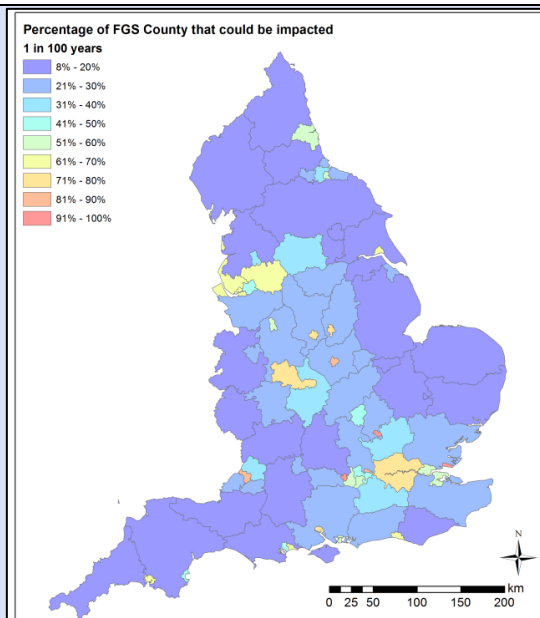 Percentage of FGS County that could be impacted
1 in 100 years
8% - 20%
21% - 30%
31% - 40%
41% - 50%
51% - 60%
61% - 70%
71% - 80%
81% - 90%
91% - 100%
N
km
0 25 50 100 150 200